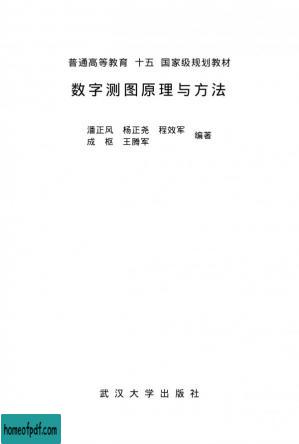 普通高等教育 十五 国家级规划教材
数字测图原理与方法
潘正风 杨正尧 程效军
成 枢 王腾军 编著
武汉大学出版社
homeofpdf.com